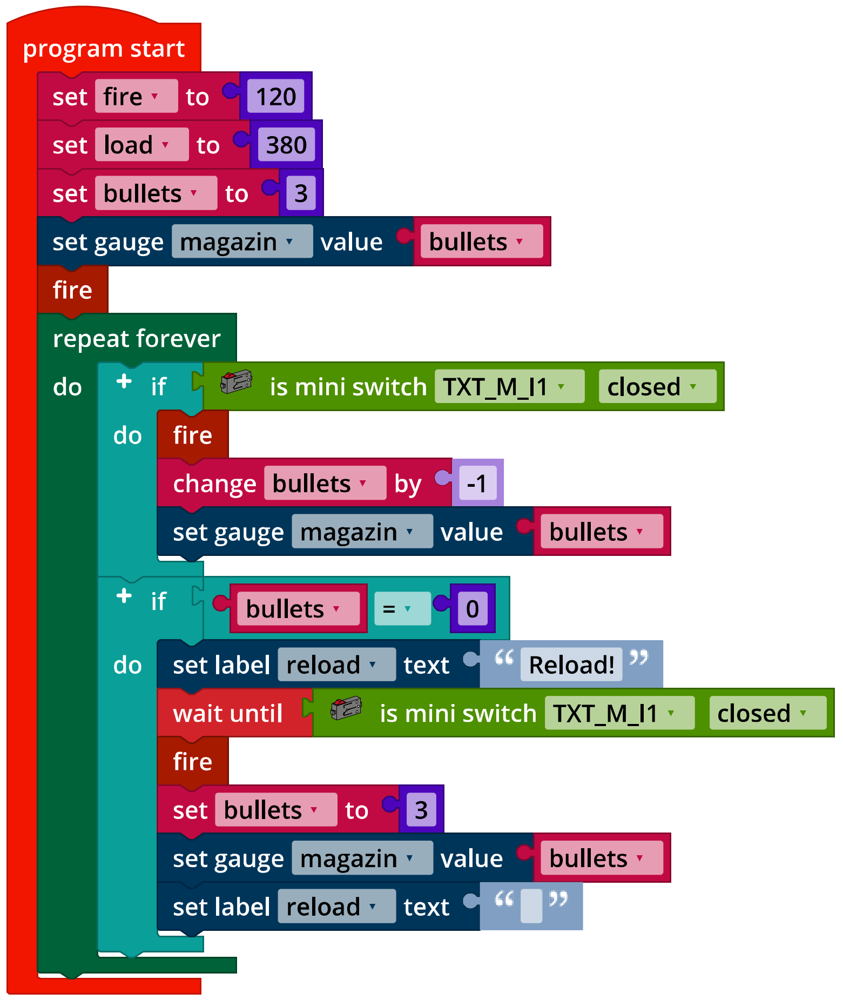 program start
set fire to 120
set load to 380
set bullets to 3
set gauge magazin value bullets
fire
repeat forever
do + if is mini switch TXT_M_I1 closed
do fire
change bullets by -1
set gauge magazin value bullets
+ if bullets = 0
do set label reload text “ Reload! ”
wait until is mini switch TXT_M_I1 closed
fire
set bullets to 3
set gauge magazin value bullets
set label reload text “ ”